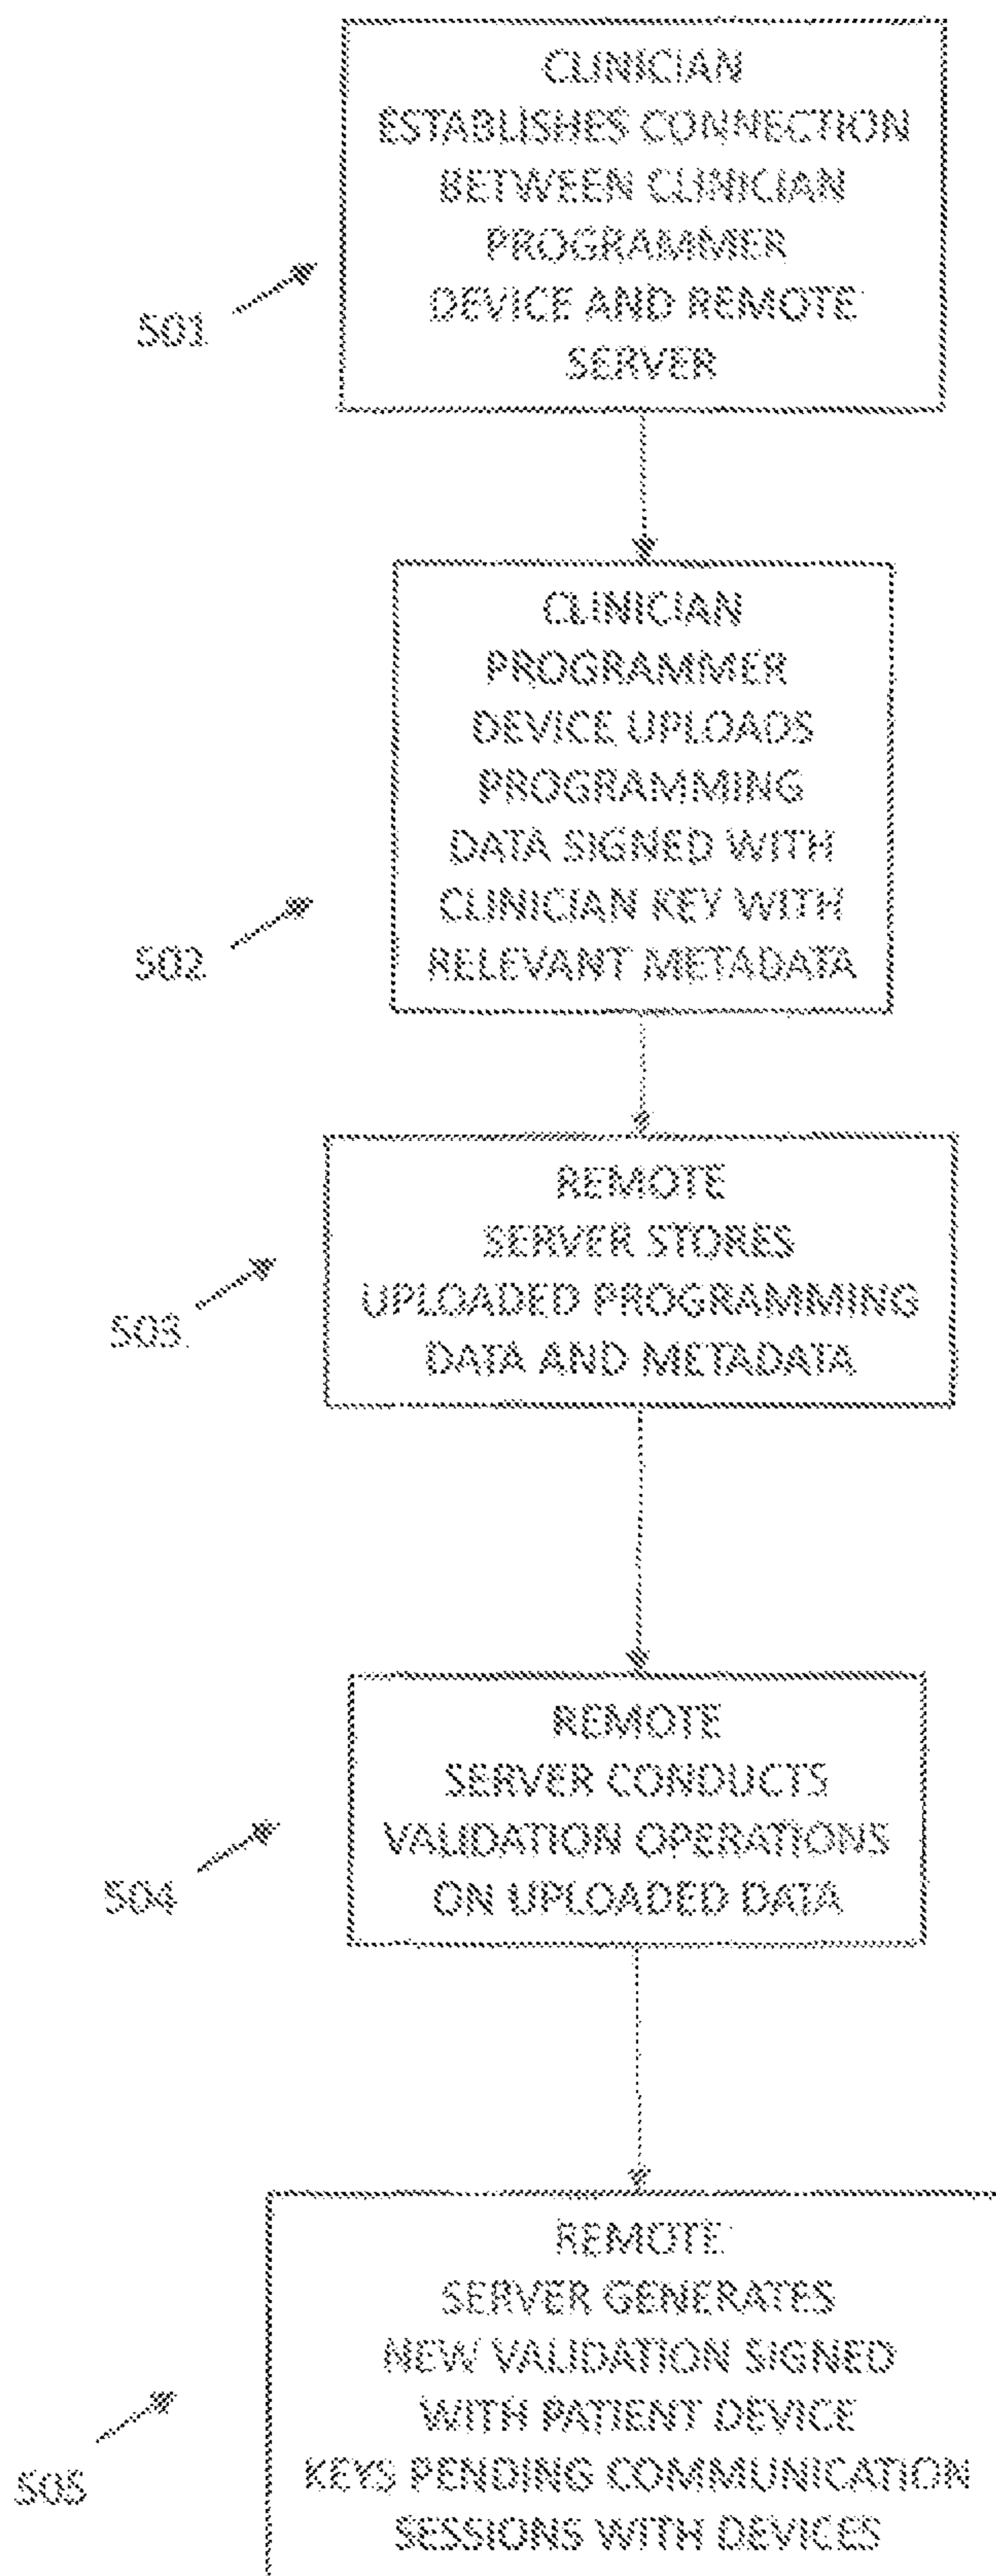 CLINICIAN
ESTABLISHES CONNECTION
BETWEEN CLINICIAN
PROGRAMMER
DEVICE AND REMOTE
SERVER
501
CLINICIAN
PROGRAMMER
DEVICE UPLOADS
PROGRAMMING
DATA SIGNED WITH
CLINICIAN KEY WITH
RELEVANT METADATA
502
REMOTE
SERVER STORES
UPLOADED PROGRAMMING
DATA AND METADATA
503
REMOTE
SERVER CONDUCTS
VALIDATION OPERATIONS
ON UPLOADED DATA
504
REMOTE
SERVER GENERATES
NEW VALIDATION SIGNED
WITH PATIENT DEVICE
KEYS PENDING COMMUNICATION
SESSIONS WITH DEVICES
505